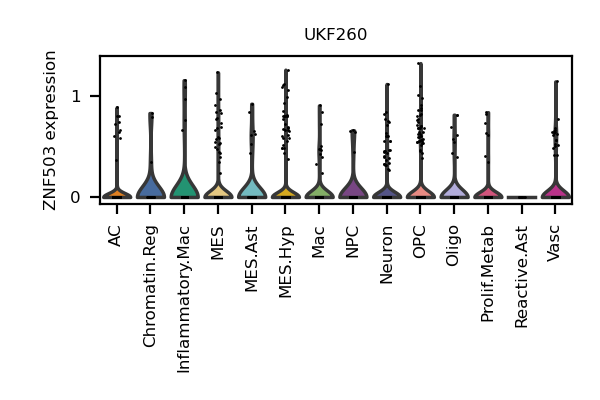 UKF260
ZNF503 expression
1
0
AC
Chromatin.Reg
Inflammatory.Mac
MES
MES.Ast
MES.Hyp
Mac
NPC
Neuron
OPC
Oligo
Prolif.Metab
Reactive.Ast
Vasc